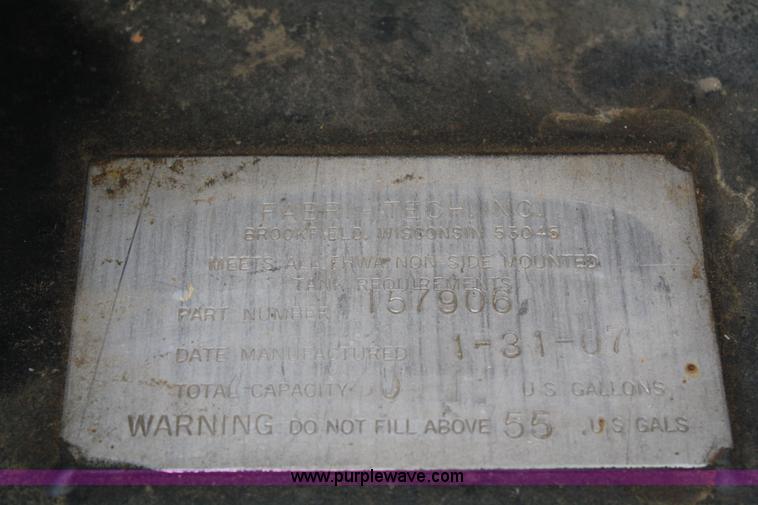 FABRI-TECH, INC.
BROOKFIELD, WISCONSIN 53045
MEETS ALL FHWA NON SIDE MOUNTED
TANK REQUIREMENTS
PART NUMBER 157906
DATE MANUFACTURED 1-31-07
TOTAL CAPACITY U.S. GALLONS
WARNING DO NOT FILL ABOVE 55 U.S GALS
www.purplewave.com